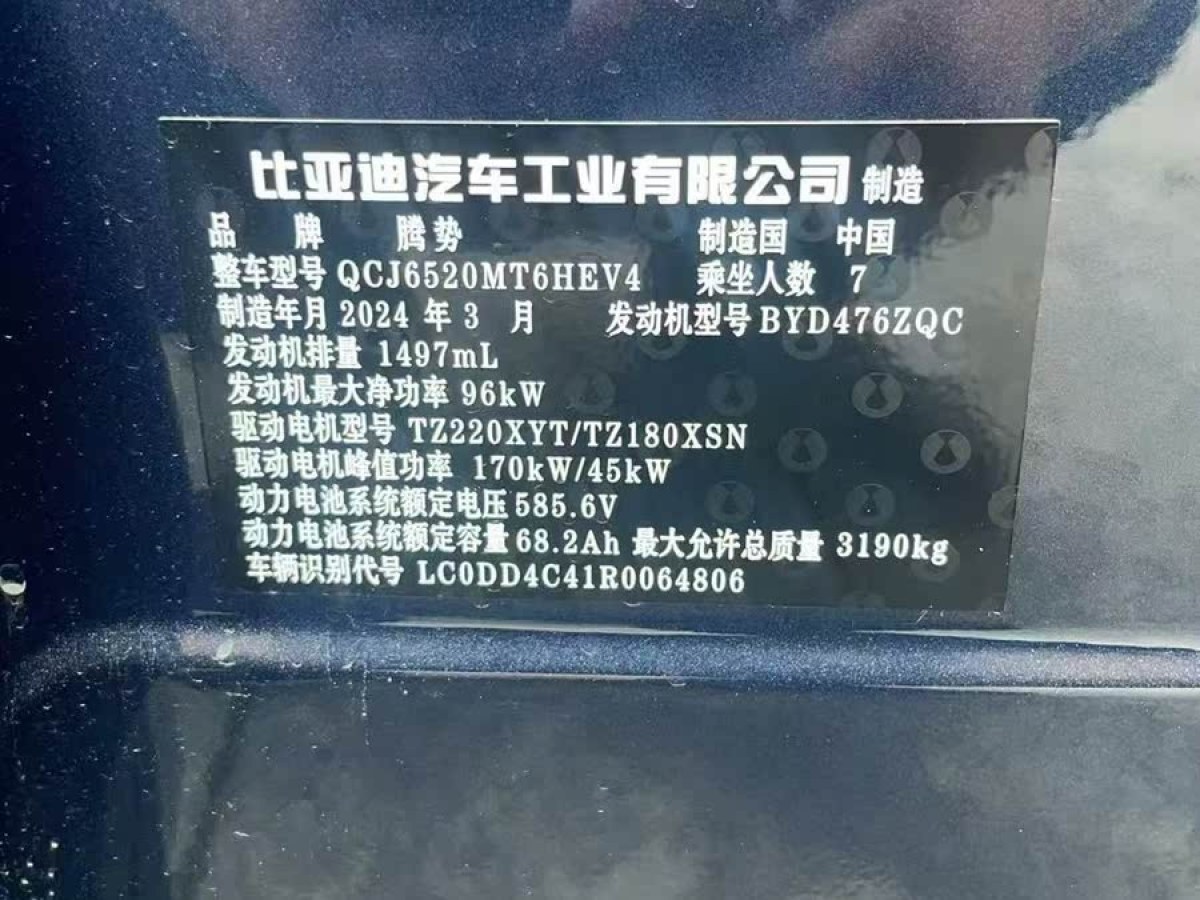 比亚迪汽车工业有限公司 制造
品 牌 腾势 制造国 中国
整车型号 QCJ6520MT6HEV4 乘坐人数 7
制造年月 2024 年 3 月 发动机型号 BYD476ZQC
发动机排量 1497mL
发动机最大净功率 96kW
驱动电机型号 TZ220XYT/TZ180XSN
驱动电机峰值功率 170kW/45kW
动力电池系统额定电压 585.6V
动力电池系统额定容量 68.2Ah 最大允许总质量 3190kg
车辆识别代号 LC0DD4C41R0064806